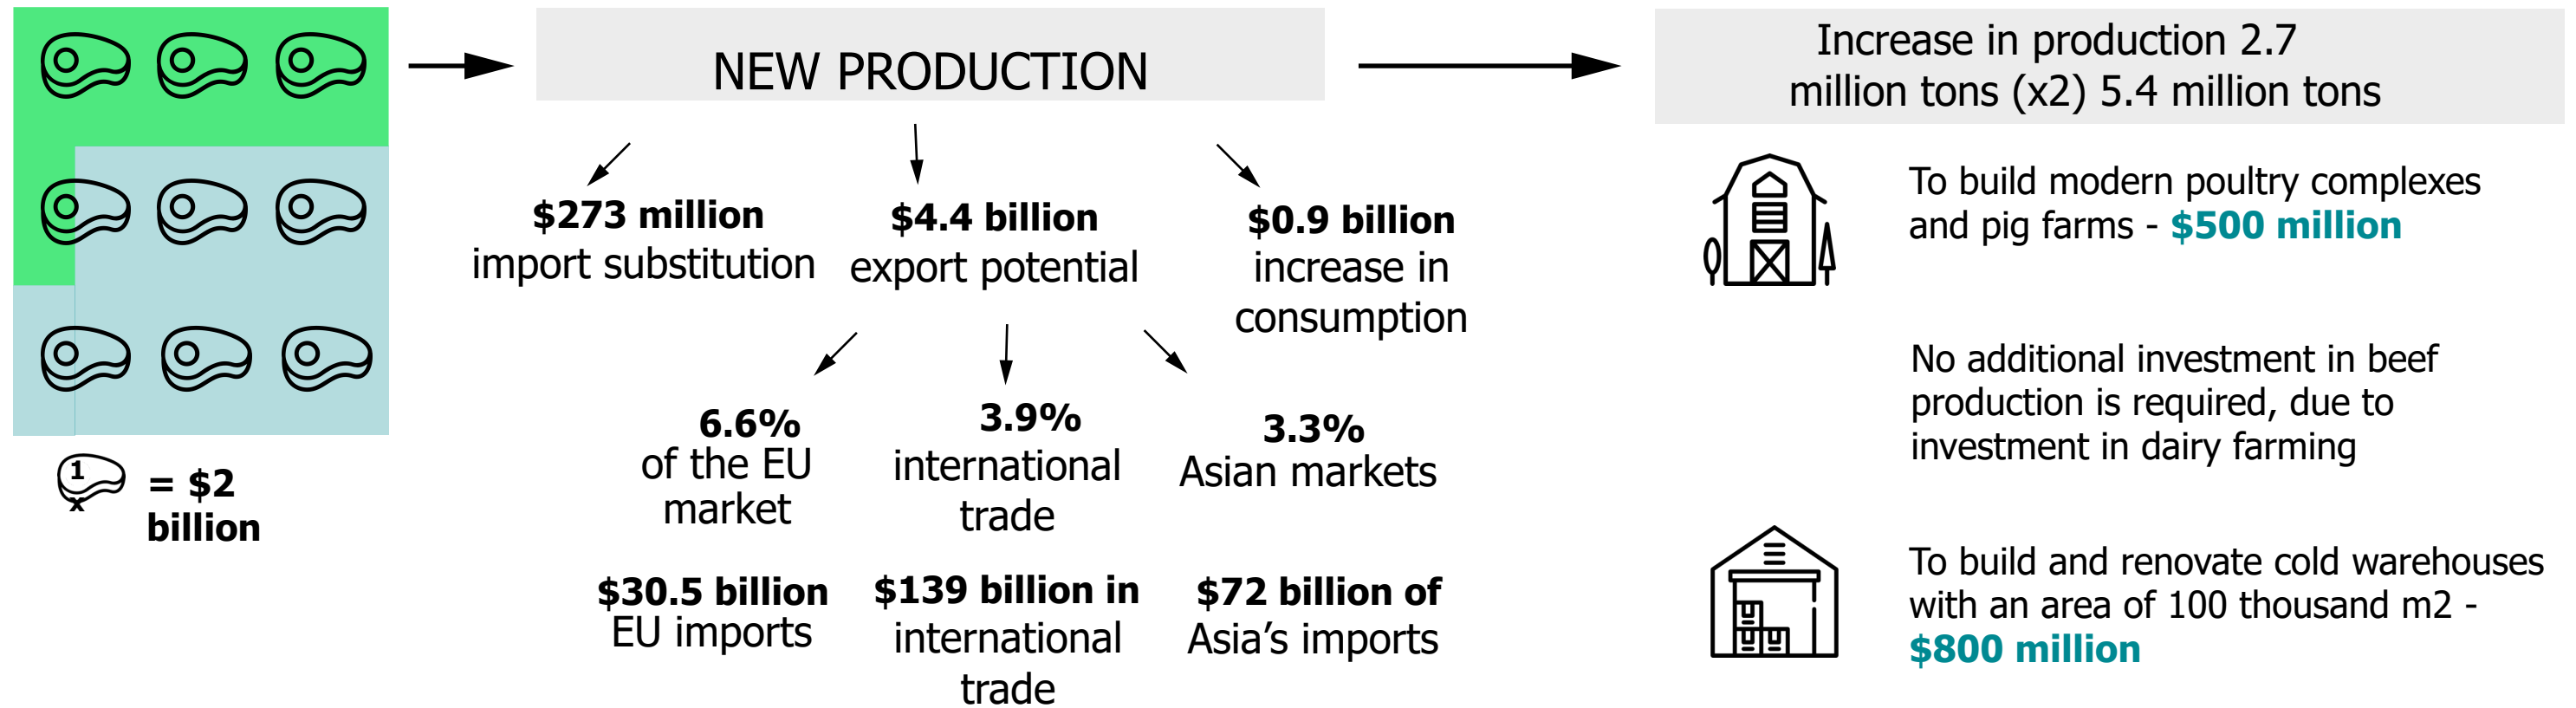 1
x
= $2
billion
NEW PRODUCTION
$273 million
import substitution
$4.4 billion
export potential
$0.9 billion
increase in
consumption
6.6%
of the EU
market
3.9%
international
trade
3.3%
Asian markets
$30.5 billion
EU imports
$139 billion in
international
trade
$72 billion of
Asia’s imports
Increase in production 2.7
million tons (x2) 5.4 million tons
To build modern poultry complexes
and pig farms - $500 million
No additional investment in beef
production is required, due to
investment in dairy farming
To build and renovate cold warehouses
with an area of 100 thousand m2 -
$800 million